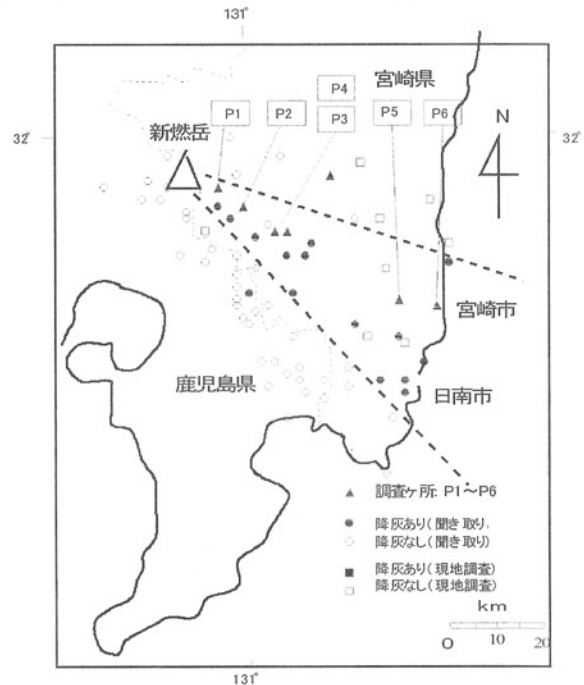 131°
宮崎県
P4
P1 P2 P3 P5 P6
32° 32°
新燃岳
N
宮崎市
鹿児島県
日南市
調査ヶ所: P1～P6
降灰あり(聞き取り.
降灰なし(聞き取り)
降灰あり(現地調査)
降灰なし(現地調査)
km
0 10 20
131°